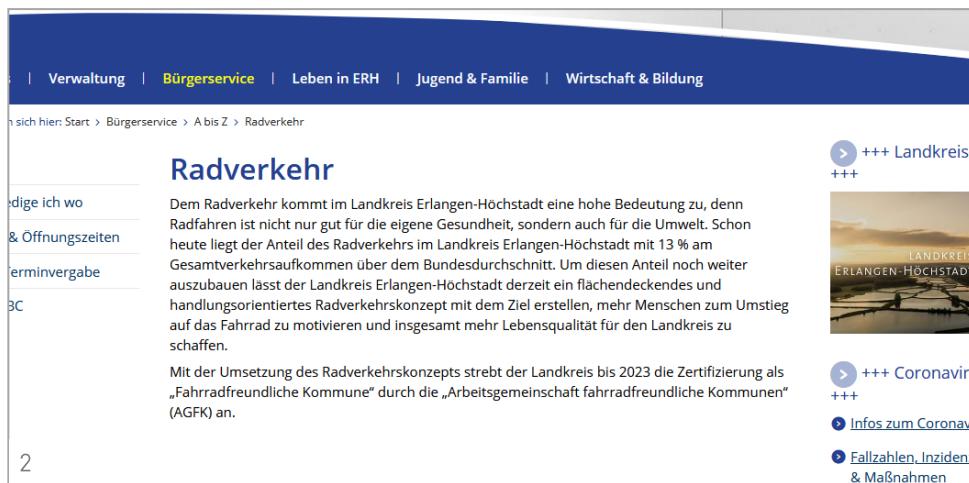 | Verwaltung | Bürgerservice | Leben in ERH | Jugend & Familie | Wirtschaft & Bildung
sich hier: Start > Bürgerservice > A bis Z > Radverkehr
+++ Landkreis
+++
Radverkehr
Dem Radverkehr kommt im Landkreis Erlangen-Höchstadt eine hohe Bedeutung zu, denn
Radfahren ist nicht nur gut für die eigene Gesundheit, sondern auch für die Umwelt. Schon
heute liegt der Anteil des Radverkehrs im Landkreis Erlangen-Höchstadt mit 13 % am
Gesamtverkehrsaufkommen über dem Bundesdurchschnitt. Um diesen Anteil noch weiter
auszubauen lässt der Landkreis Erlangen-Höchstadt derzeit ein flächendeckendes und
handlungsorientiertes Radverkehrskonzept mit dem Ziel erstellen, mehr Menschen zum Umstieg
auf das Fahrrad zu motivieren und insgesamt mehr Lebensqualität für den Landkreis zu
schaffen.
Mit der Umsetzung des Radverkehrskonzepts strebt der Landkreis bis 2023 die Zertifizierung als
„Fahrradfreundliche Kommune“ durch die „Arbeitsgemeinschaft fahrradfreundliche Kommunen“
(AGFK) an.
edige ich wo
& Öffnungszeiten
erminvergabe
BC
LANDKREIS
ERLANGEN-HÖCHSTAD
+++ Coronavir
+++
Infos zum Coronav
Fallzahlen, Inziden
& Maßnahmen
2